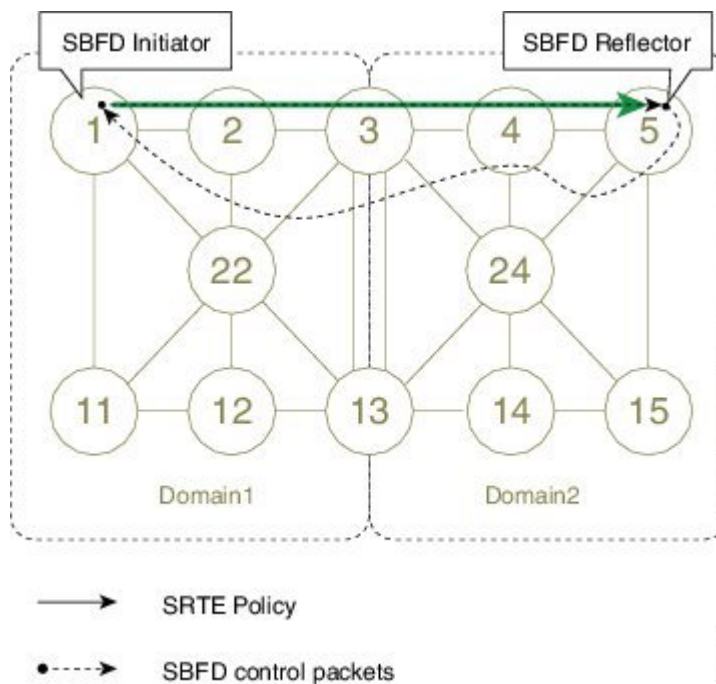 SBFD Initiator
SBFD Reflector
1 2 3 4 5
22 24
11 12 13 14 15
Domain1 Domain2
SRTE Policy
SBFD control packets